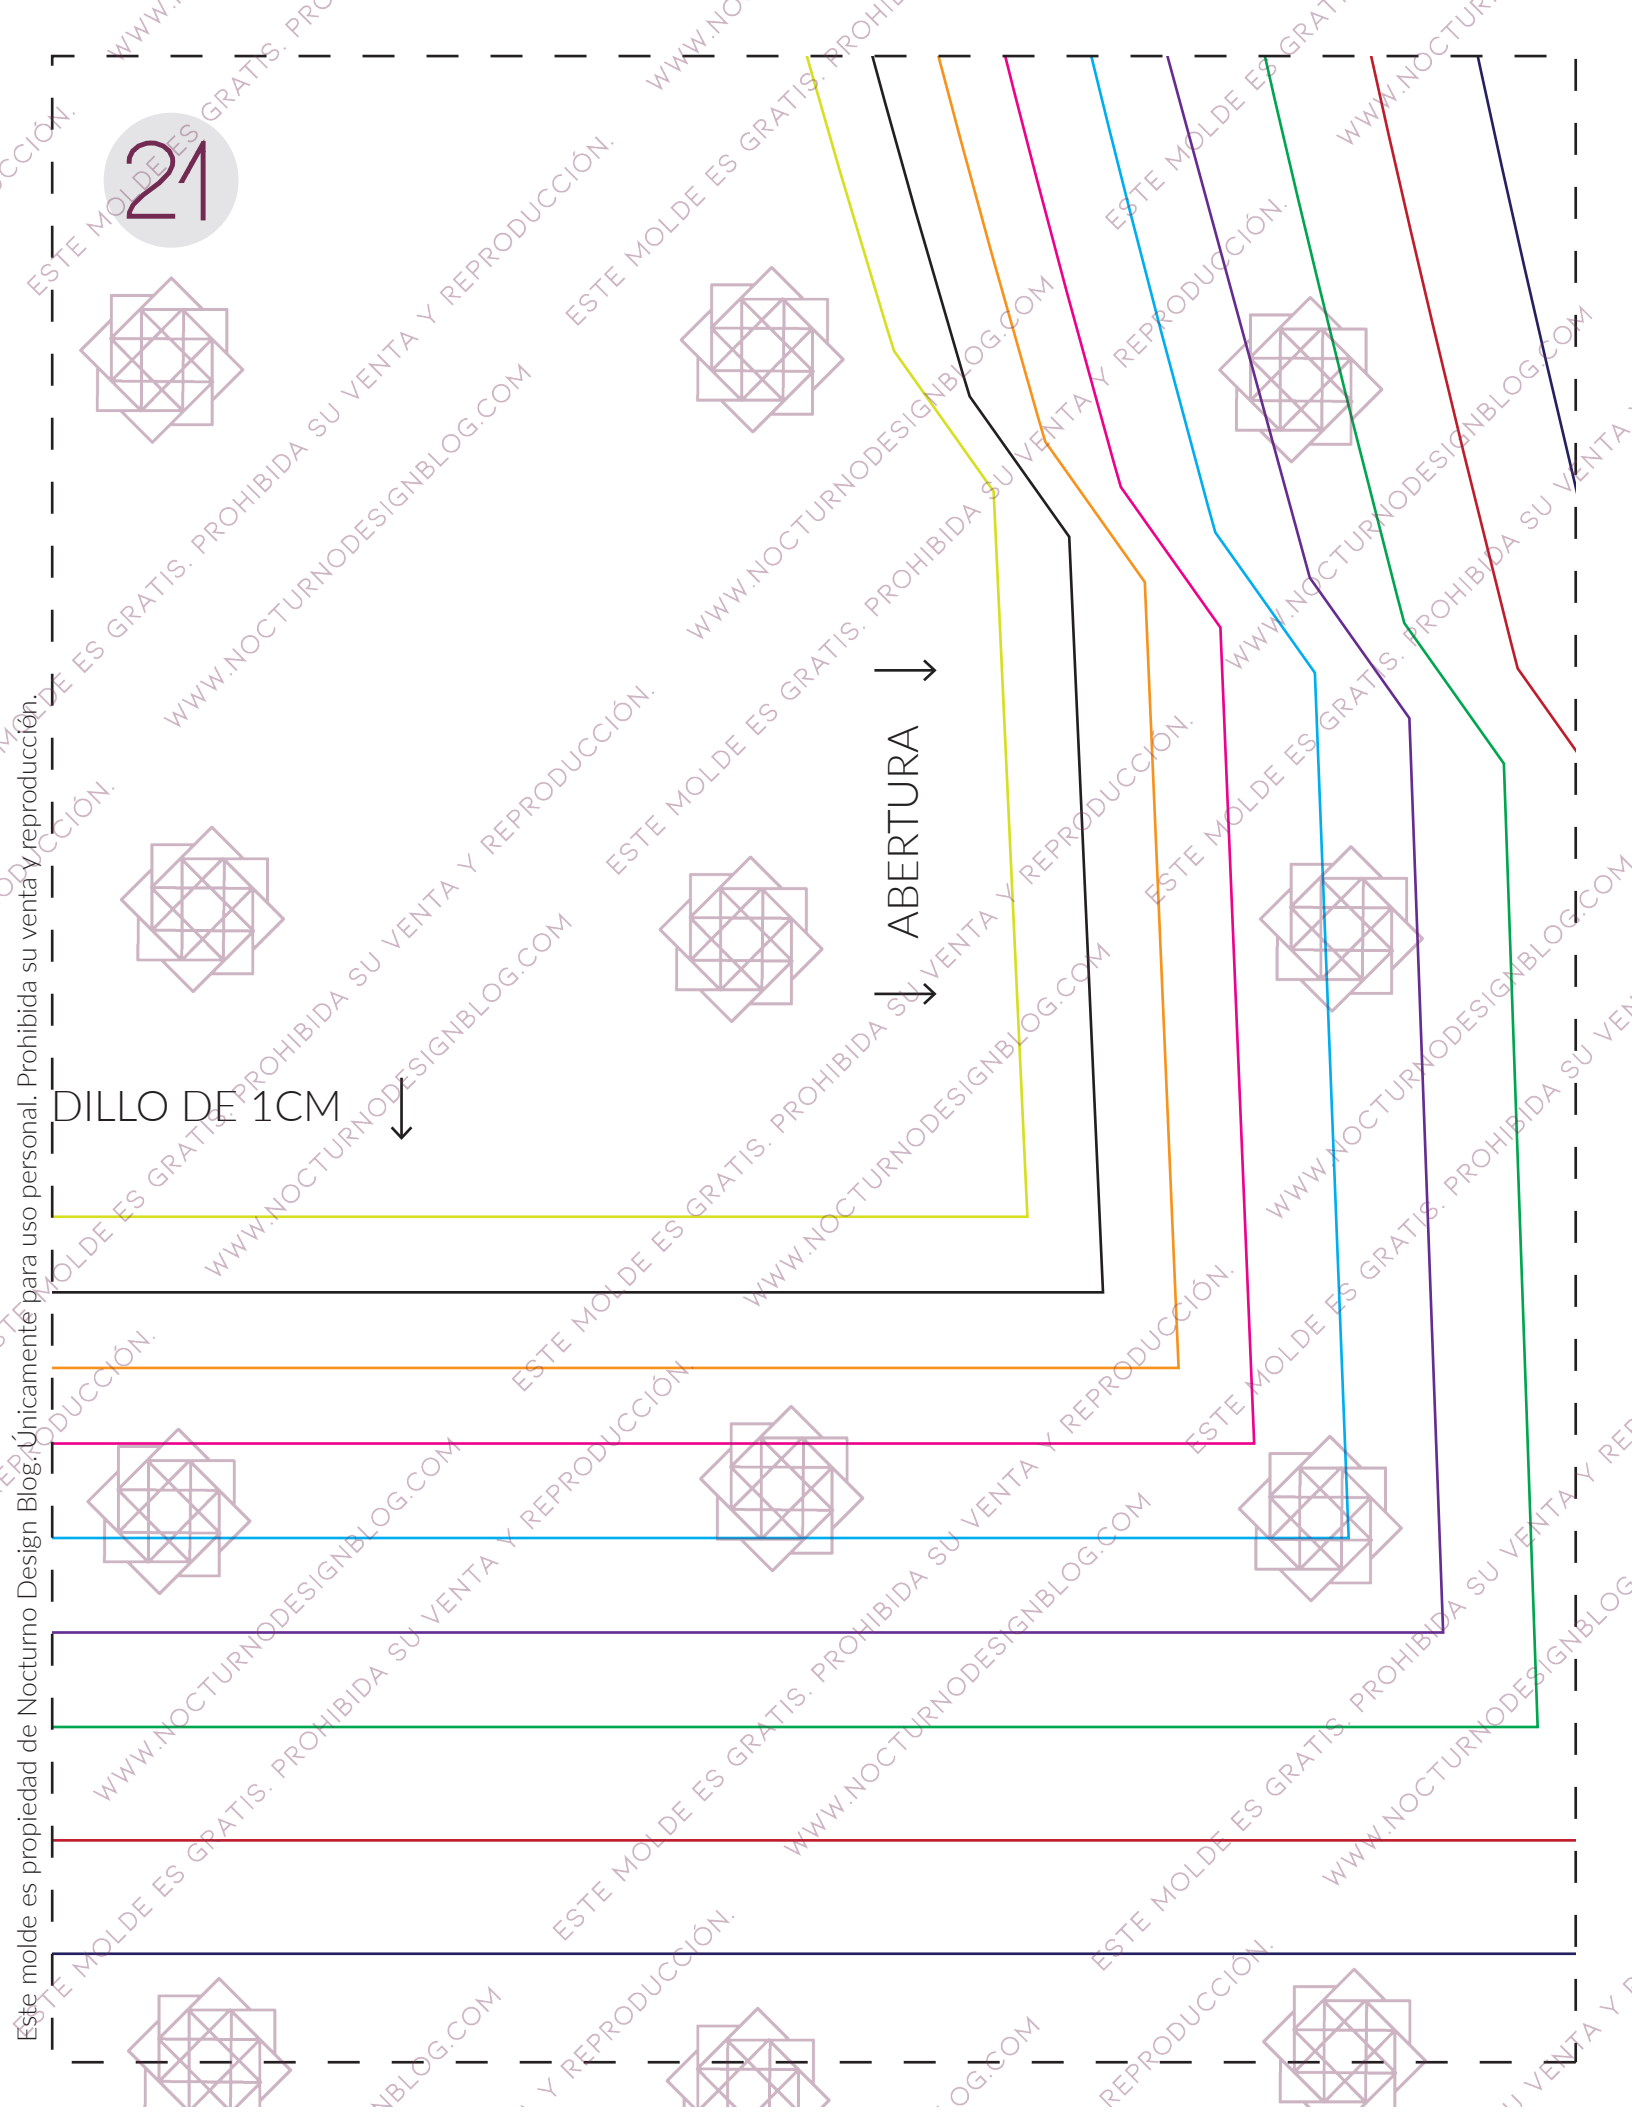 21
ABERTURA
DILLO DE 1CM
Este molde es propiedad de Nocturno Design Blog. Únicamente para uso personal. Prohibida su venta y reproducción.
ESTE MOLDE ES GRATIS. PROHIBIDA SU VENTA Y REPRODUCCIÓN.
WWW.NOCTURNODESIGNBLOG.COM